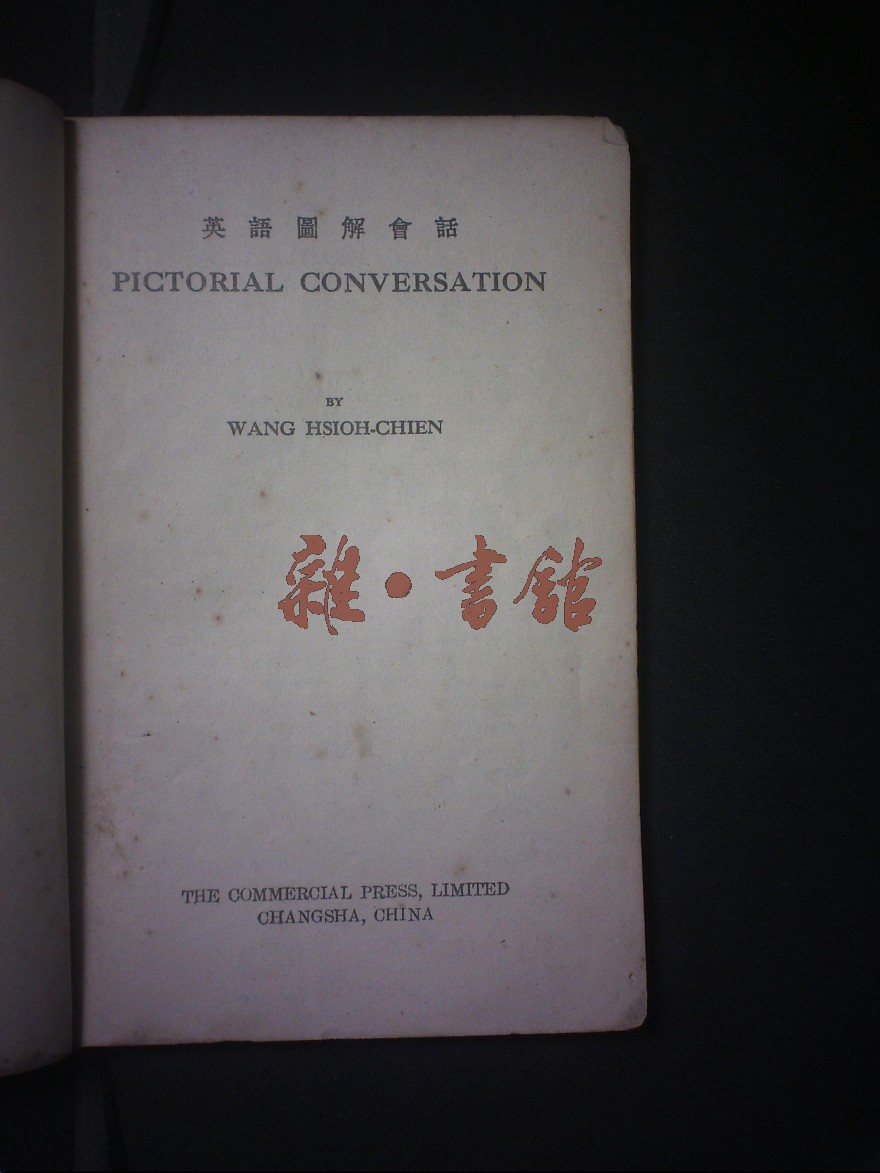 英語圖解會話
PICTORIAL CONVERSATION
BY
WANG HSIOH-CHIEN
雜·書館
THE COMMERCIAL PRESS, LIMITED
CHANGSHA, CHINA